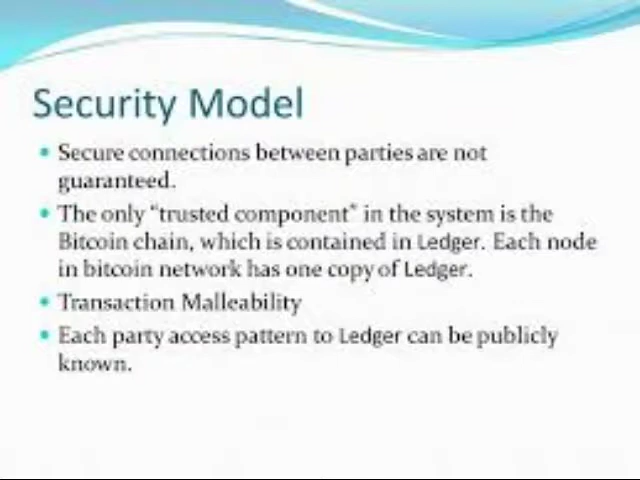 Security Model
Secure connections between parties are not
guaranteed.
The only “trusted component” in the system is the
Bitcoin chain, which is contained in Ledger. Each node
in bitcoin network has one copy of Ledger.
Transaction Malleability
Each party access pattern to Ledger can be publicly
known.